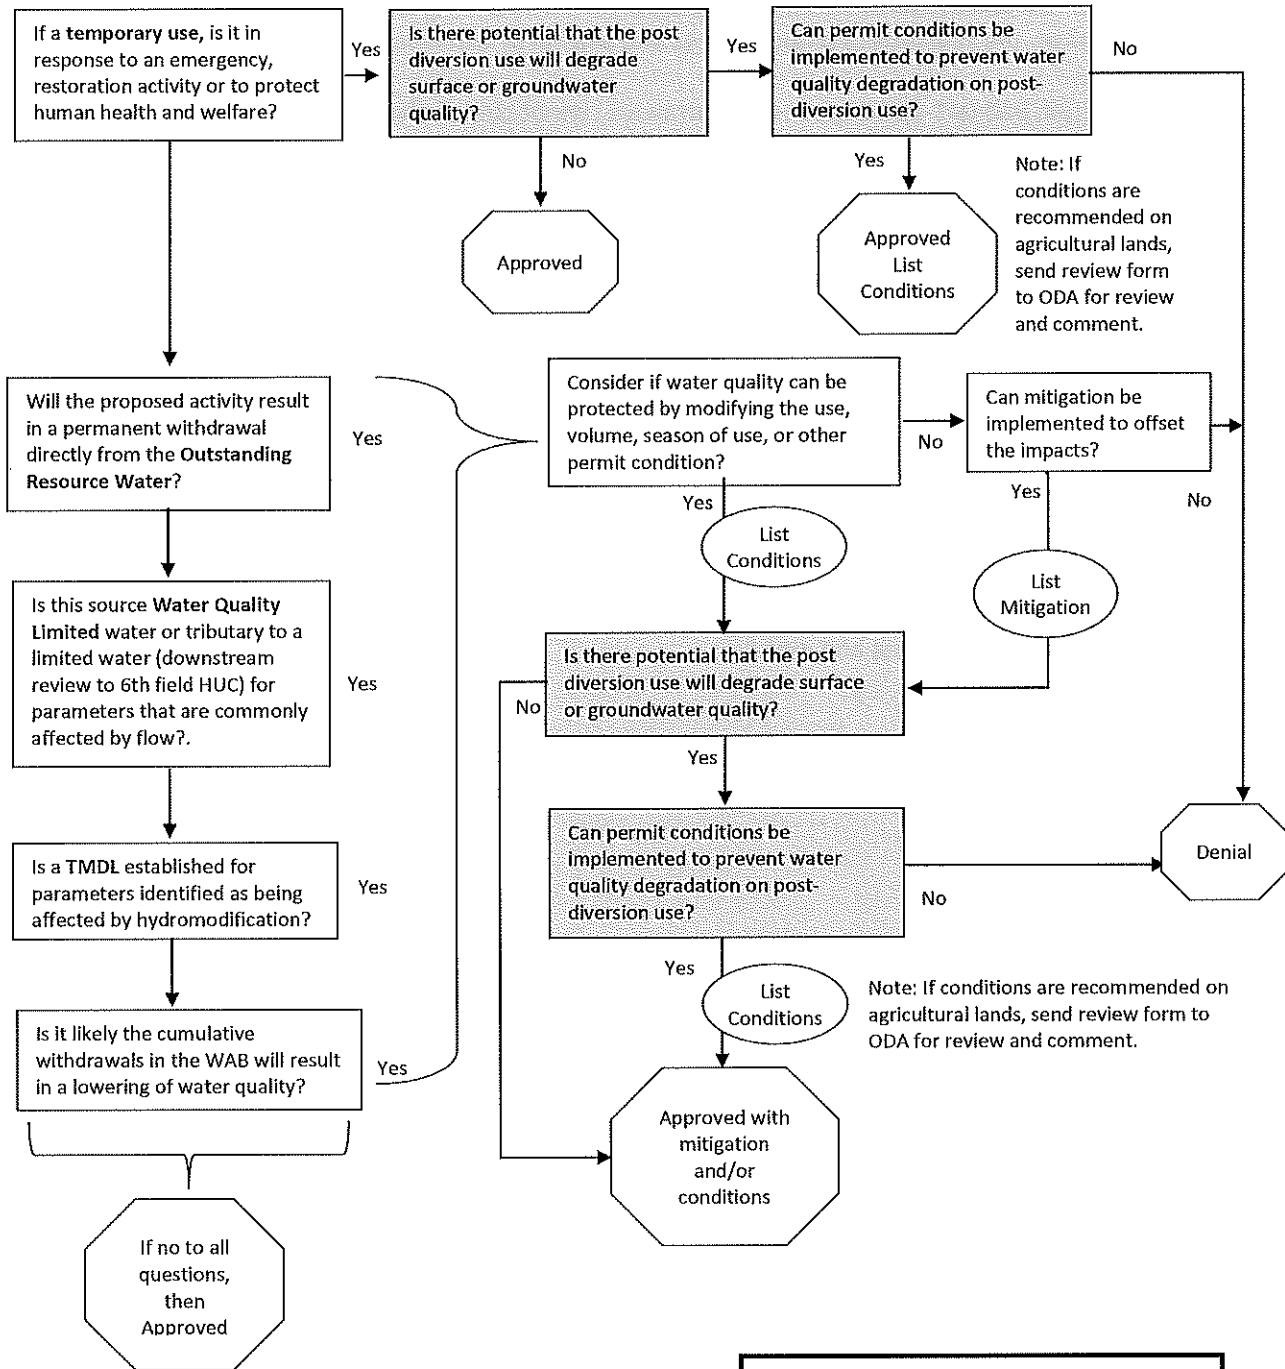 If a temporary use, is it in
response to an emergency,
restoration activity or to protect
human health and welfare?
Yes
Is there potential that the post
diversion use will degrade
surface or groundwater
quality?
Yes
Can permit conditions be
implemented to prevent water
quality degradation on post-
diversion use?
No
No
Yes
Approved
Approved
List
Conditions
Note: If
conditions are
recommended on
agricultural lands,
send review form
to ODA for review
and comment.
Will the proposed activity result
in a permanent withdrawal
directly from the Outstanding
Resource Water?
Yes
Consider if water quality can be
protected by modifying the use,
volume, season of use, or other
permit condition?
No
Can mitigation be
implemented to offset
the impacts?
No
Yes
Yes
List
Conditions
List
Mitigation
Is this source Water Quality
Limited water or tributary to a
limited water (downstream
review to 6th field HUC) for
parameters that are commonly
affected by flow?.
Yes
Is there potential that the post
diversion use will degrade surface
or groundwater quality?
No
Yes
Is a TMDL established for
parameters identified as being
affected by hydromodification?
Yes
Can permit conditions be
implemented to prevent water
quality degradation on post-
diversion use?
No
Denial
Yes
List
Conditions
Note: If conditions are recommended on
agricultural lands, send review form to
ODA for review and comment.
Is it likely the cumulative
withdrawals in the WAB will result
in a lowering of water quality?
Yes
Approved with
mitigation
and/or
conditions
If no to all
questions,
then
Approved